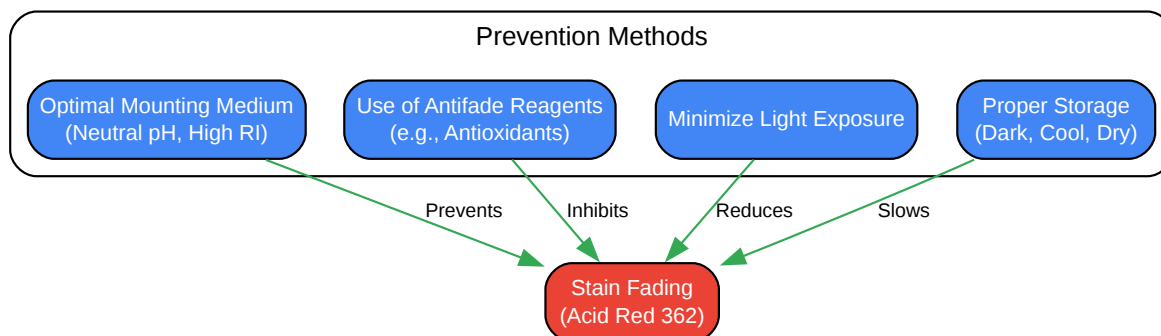 Prevention Methods
Optimal Mounting Medium
(Neutral pH, High RI)
Use of Antifade Reagents
(e.g., Antioxidants)
Minimize Light Exposure
Proper Storage
(Dark, Cool, Dry)
Prevents
Inhibits
Reduces
Slows
Stain Fading
(Acid Red 362)